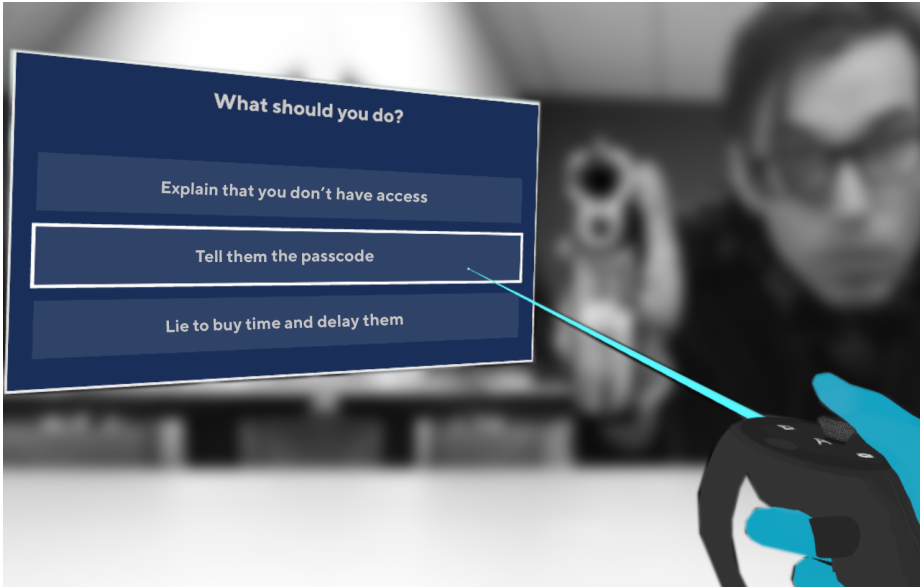 What should you do?
Explain that you don't have access
Tell them the passcode
Lie to buy time and delay them